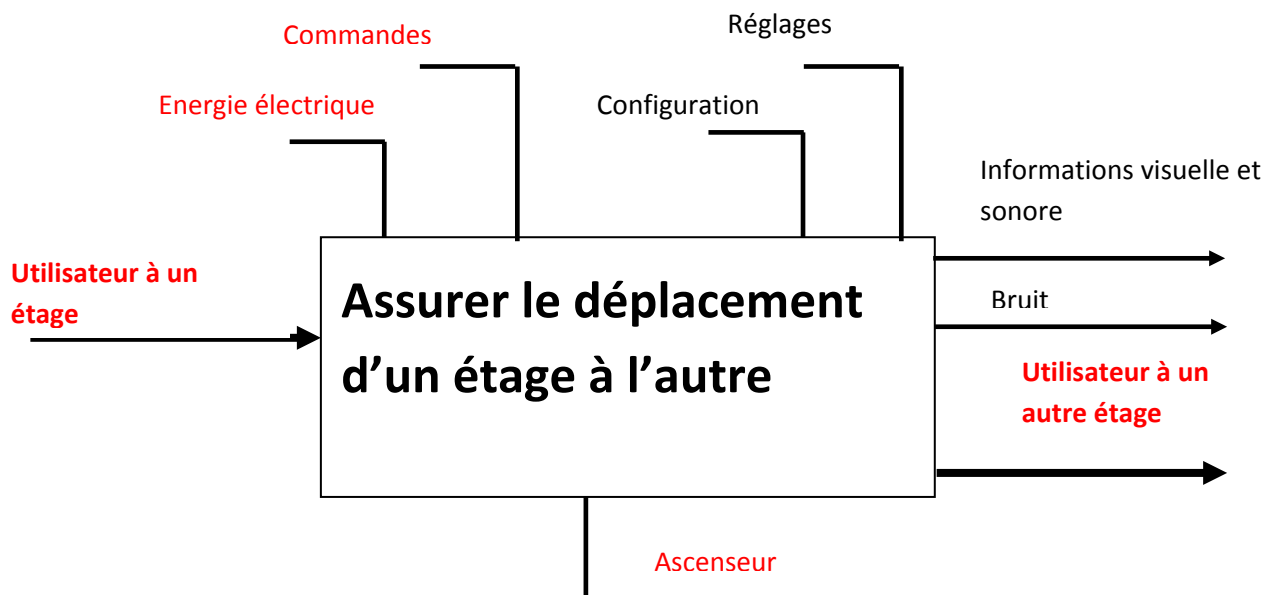 Commandes
Réglages
Energie électrique
Configuration
Informations visuelle et
sonore
Utilisateur à un
étage
Assurer le déplacement
d’un étage à l’autre
Bruit
Utilisateur à un
autre étage
Ascenseur